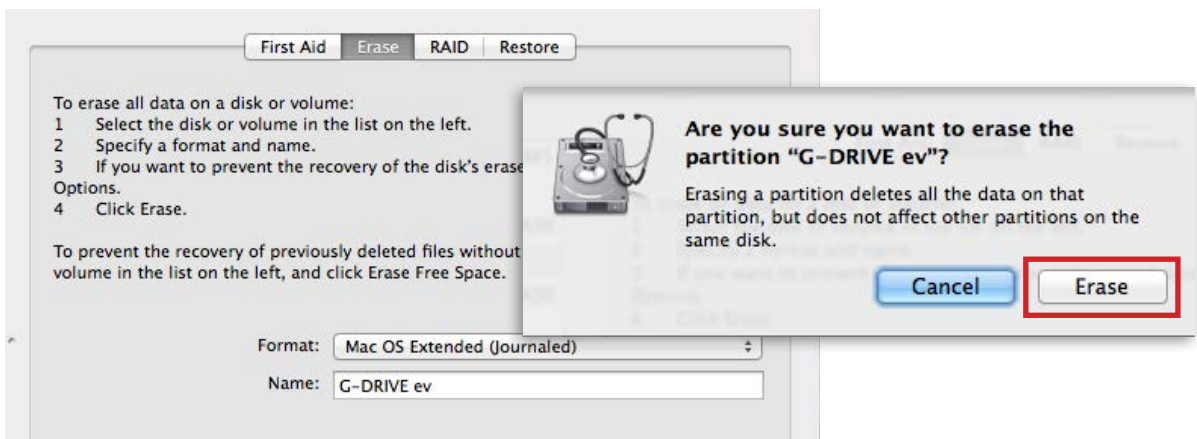 First Aid Erase RAID Restore
To erase all data on a disk or volume:
1 Select the disk or volume in the list on the left.
2 Specify a format and name.
3 If you want to prevent the recovery of the disk's erase
Options.
4 Click Erase.
To prevent the recovery of previously deleted files without
volume in the list on the left, and click Erase Free Space.
Format: Mac OS Extended (Journaled)
Name: G-DRIVE ev
Are you sure you want to erase the
partition “G-DRIVE ev”?
Erasing a partition deletes all the data on that
partition, but does not affect other partitions on the
same disk.
Cancel Erase